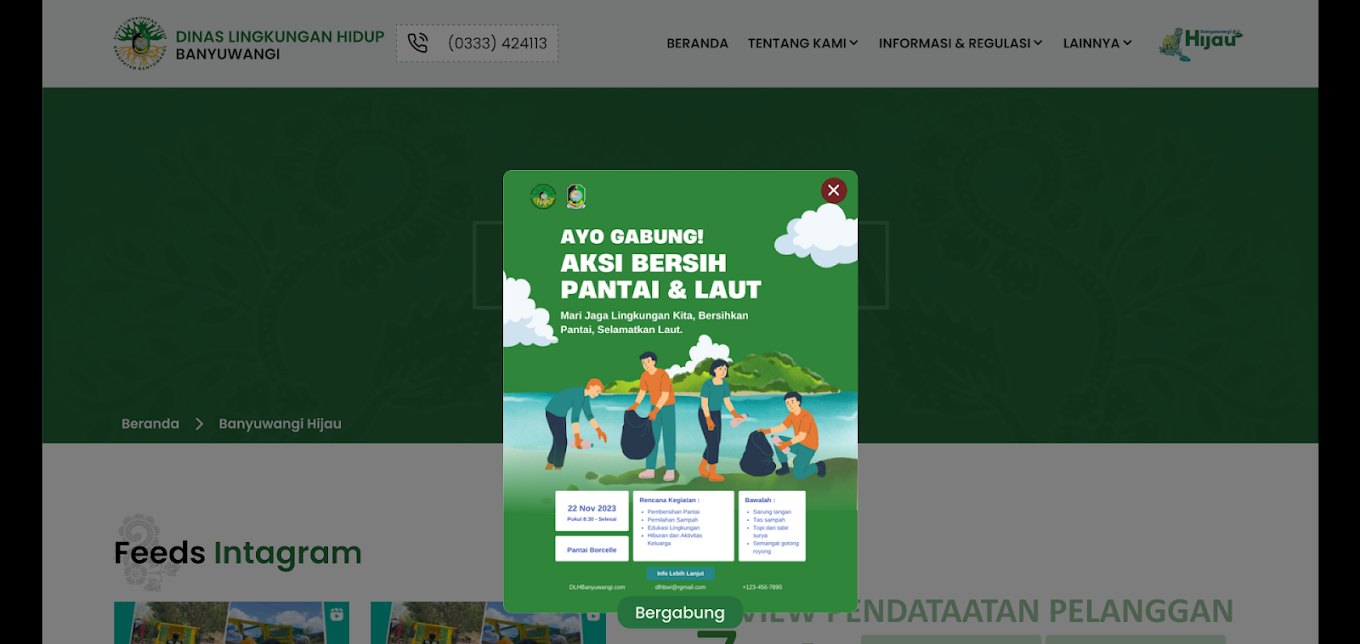 DINAS LINGKUNGAN HIDUP
BANYUWANGI
(0333) 424113
BERANDA
TENTANG KAMI
INFORMASI & REGULASI
LAINNYA
Hijau
AYO GABUNG!
AKSI BERSIH
PANTAI & LAUT
Mari Jaga Lingkungan Kita, Bersihkan
Pantai, Selamatkan Laut.
Beranda
Banyuwangi Hijau
22 Nov 2023
Pukul 8:30 - Selesai
Pantai Borcelle
Rencana Kegiatan :
• Pembersihan Pantai
• Pemilahan Sampah
• Edukasi Lingkungan
• Hiburan dan Aktivitas
Keluarga
Bawalah :
• Sarung tangan
• Tas sampah
• Topi dan tabir
surya
• Semangat gotong
royong
Info Lebih Lanjut
DLHBanyuwangi.com
dlhbwi@rgmail.com
+123-456-7890
Bergabung
Feeds Intagram
VIEW PENDATAATAN PELANGGAN